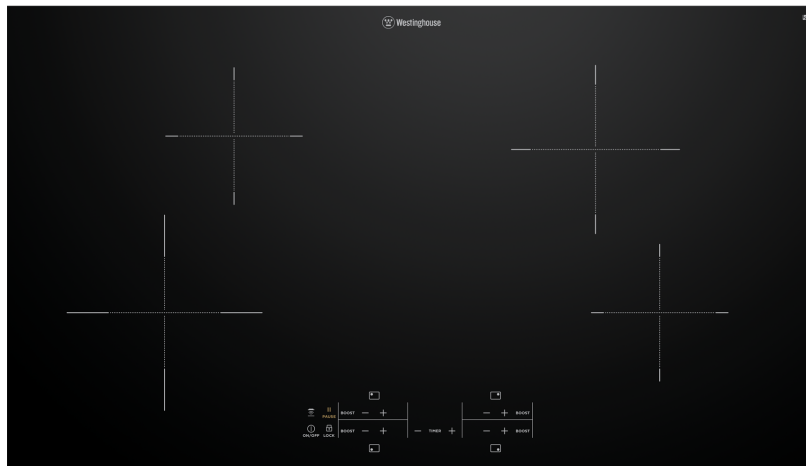 Westinghouse
PAUSE
BOOST − +
− + BOOST
ON/OFF LOCK
BOOST − +
− TIMER +
− + BOOST